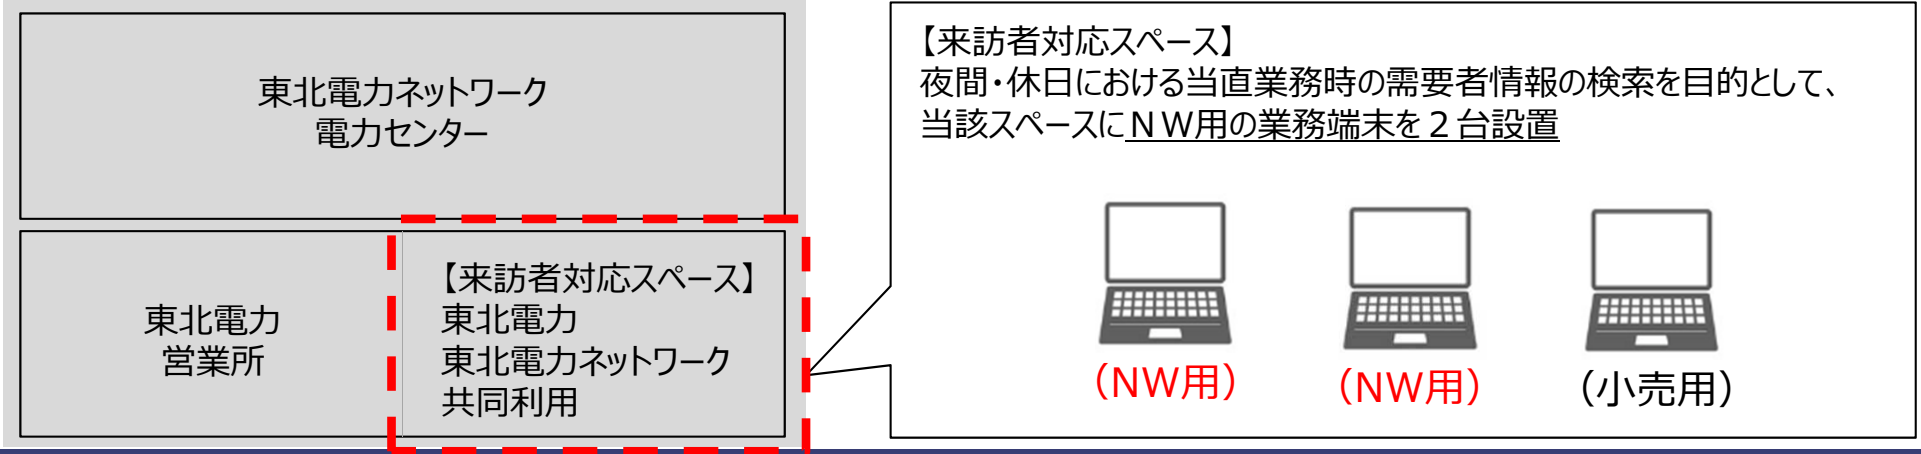 東北電力ネットワーク
電力センター
東北電力
営業所
【来訪者対応スペース】
東北電力
東北電力ネットワーク
共同利用
【来訪者対応スペース】
夜間・休日における当直業務時の需要者情報の検索を目的として、
当該スペースにＮＷ用の業務端末を２台設置
（NW用）
（NW用）
（小売用）